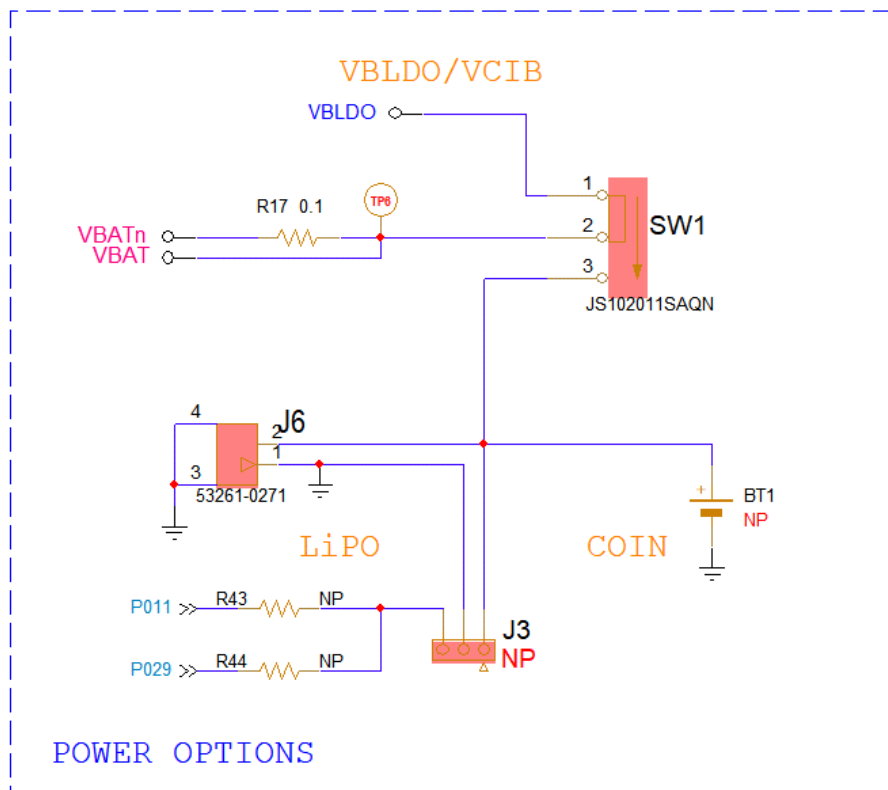 VBLDO/VCIB
VBLDO
1
R17 0.1
TP6
VBATn
2
SW1
VBAT
3
JS102011SAQN
4
J6
2
1
3
53261-0271
+
BT1
NP
LiPO
COIN
P011
R43
NP
J3
NP
P029
R44
NP
POWER OPTIONS